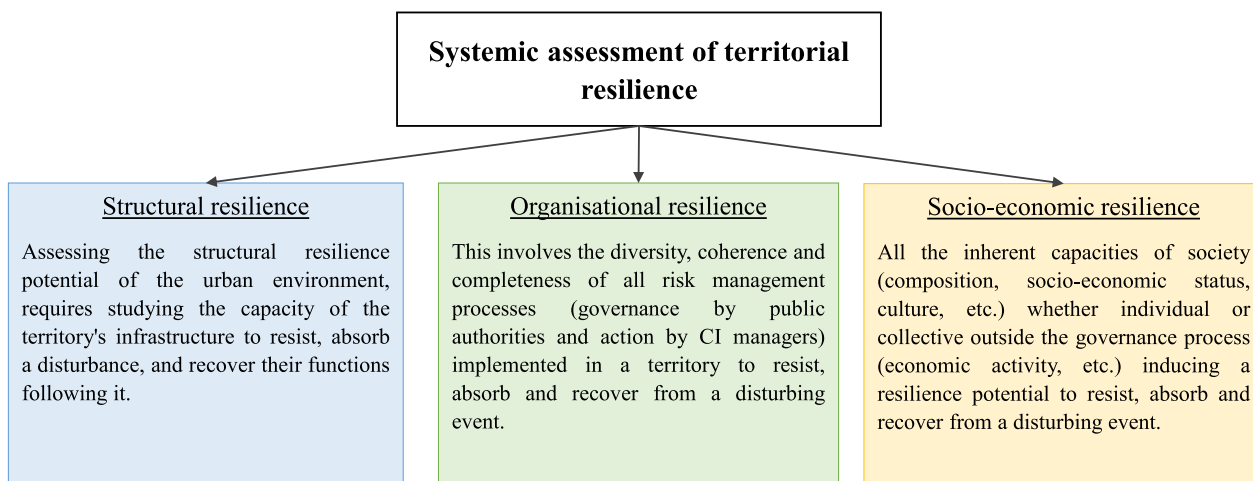 Systemic assessment of territorial
resilience
Structural resilience
Assessing the structural resilience
potential of the urban environment,
requires studying the capacity of the
territory's infrastructure to resist, absorb
a disturbance, and recover their functions
following it.
Organisational resilience
This involves the diversity, coherence and
completeness of all risk management
processes (governance by public
authorities and action by CI managers)
implemented in a territory to resist,
absorb and recover from a disturbing
event.
Socio-economic resilience
All the inherent capacities of society
(composition, socio-economic status,
culture, etc.) whether individual or
collective outside the governance process
(economic activity, etc.) inducing a
resilience potential to resist, absorb and
recover from a disturbing event.